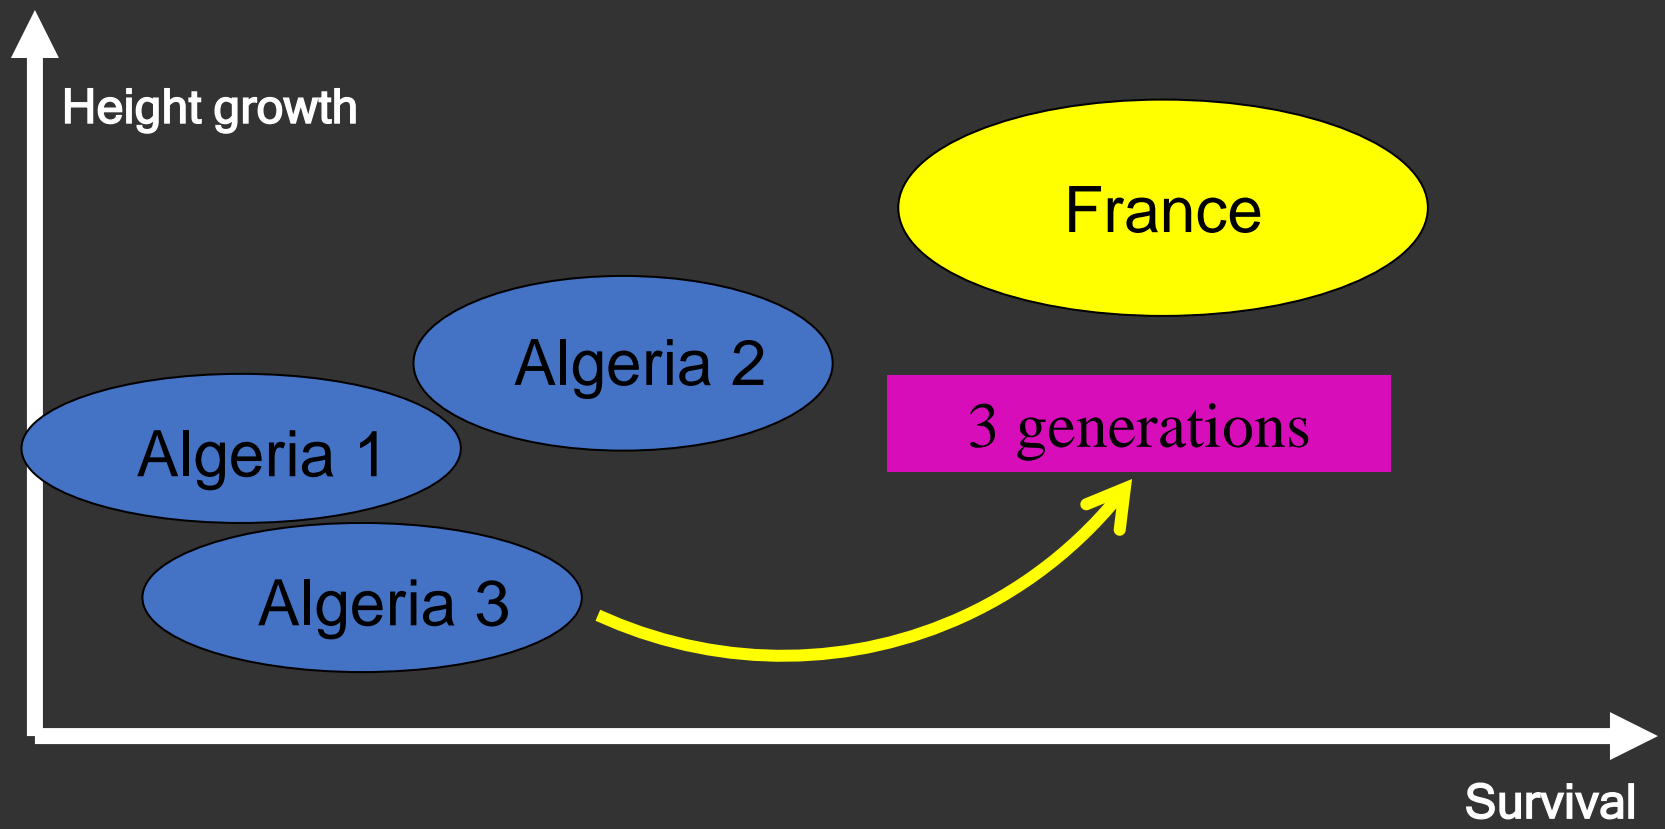 Height growth
France
Algeria 2
3 generations
Algeria 1
Algeria 3
Survival